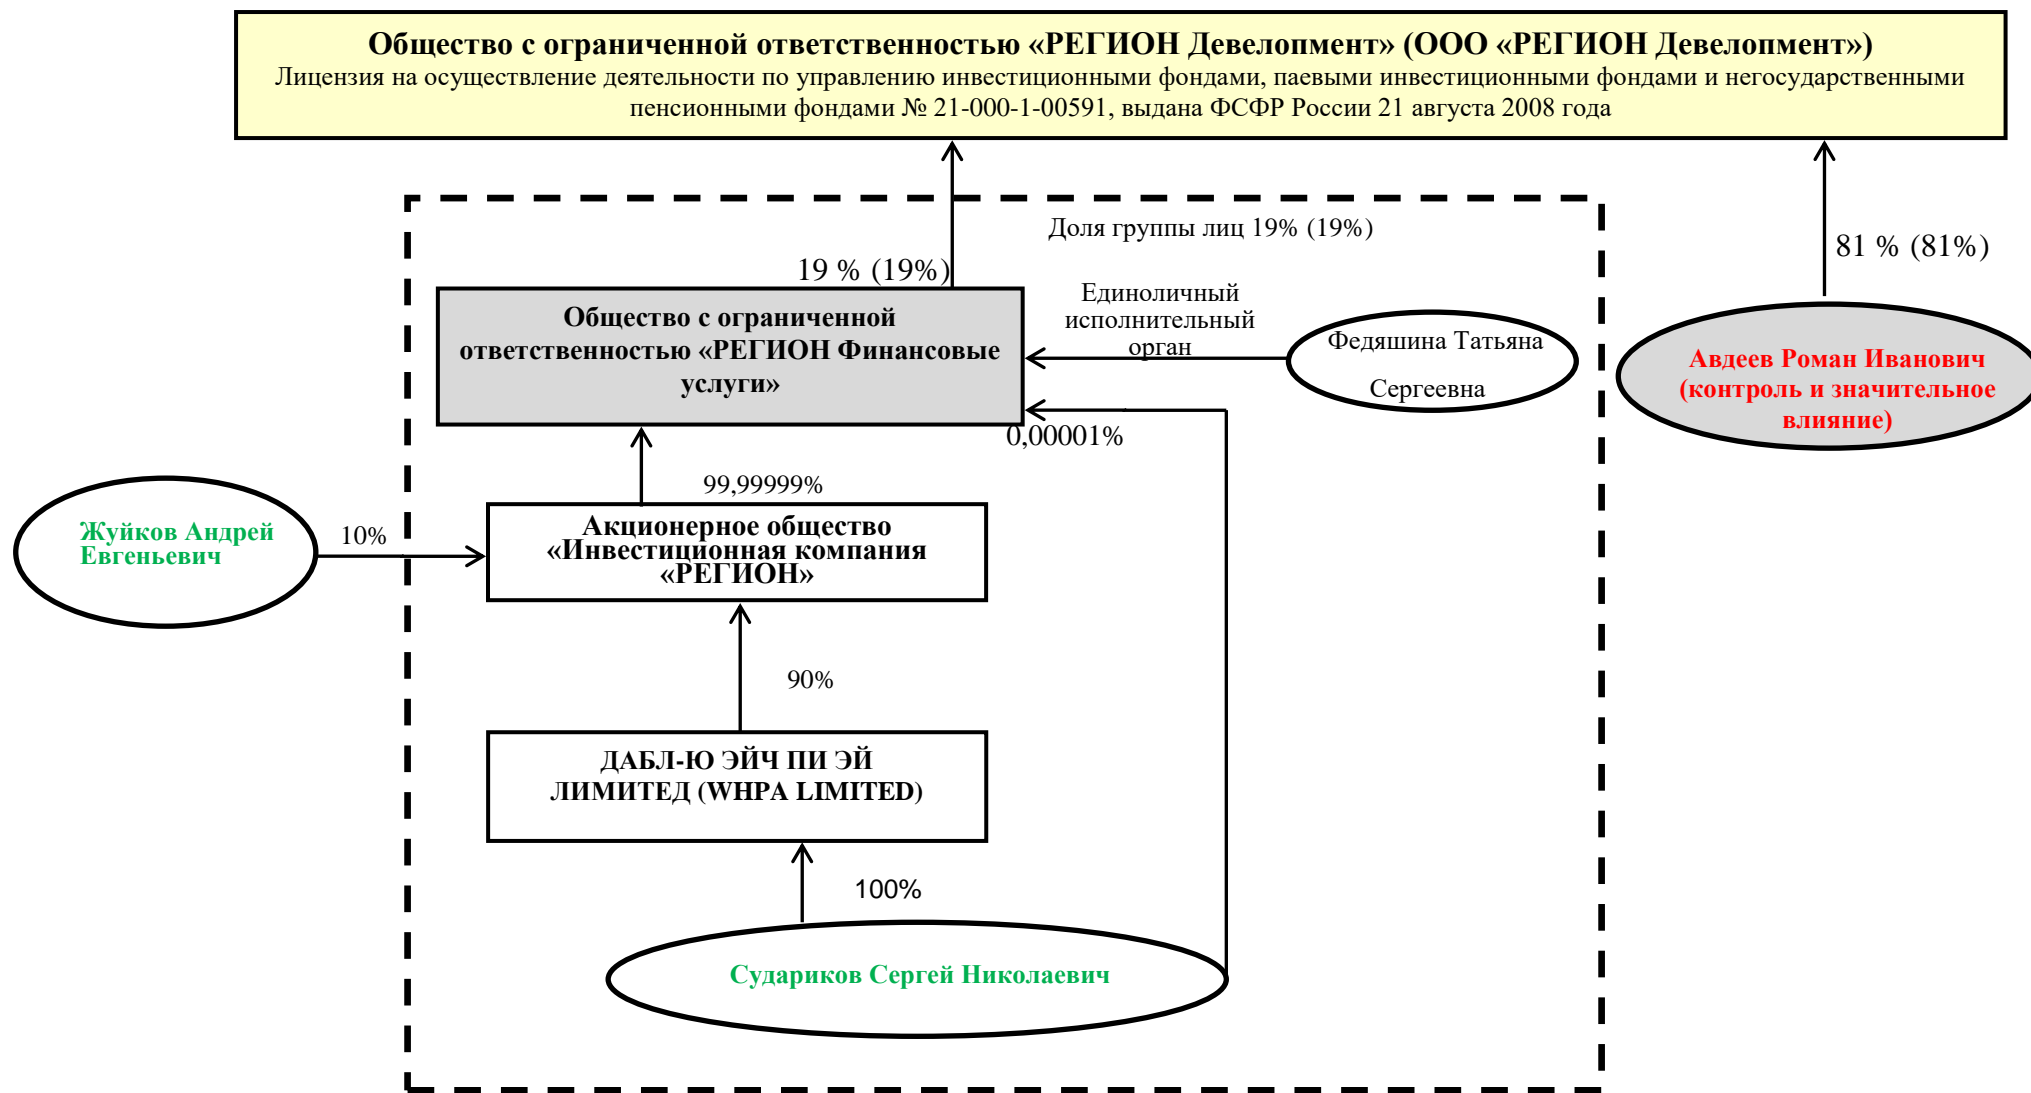 Общество с ограниченной ответственностью «РЕГИОН Девелопмент» (ООО «РЕГИОН Девелопмент»)
Лицензия на осуществление деятельности по управлению инвестиционными фондами, паевыми инвестиционными фондами и негосударственными
пенсионными фондами № 21-000-1-00591, выдана ФСФР России 21 августа 2008 года
Доля группы лиц 19% (19%)
19 % (19%)
81 % (81%)
Общество с ограниченной
ответственностью «РЕГИОН Финансовые
услуги»
Единоличный
исполнительный
орган
Федяшина Татьяна
Сергеевна
Авдеев Роман Иванович
(контроль и значительное
влияние)
0,00001%
99,99999%
Жуйков Андрей
Евгеньевич
10%
Акционерное общество
«Инвестиционная компания
«РЕГИОН»
90%
ДАБЛ-Ю ЭЙЧ ПИ ЭЙ
ЛИМИТЕД (WHPA LIMITED)
100%
Судариков Сергей Николаевич